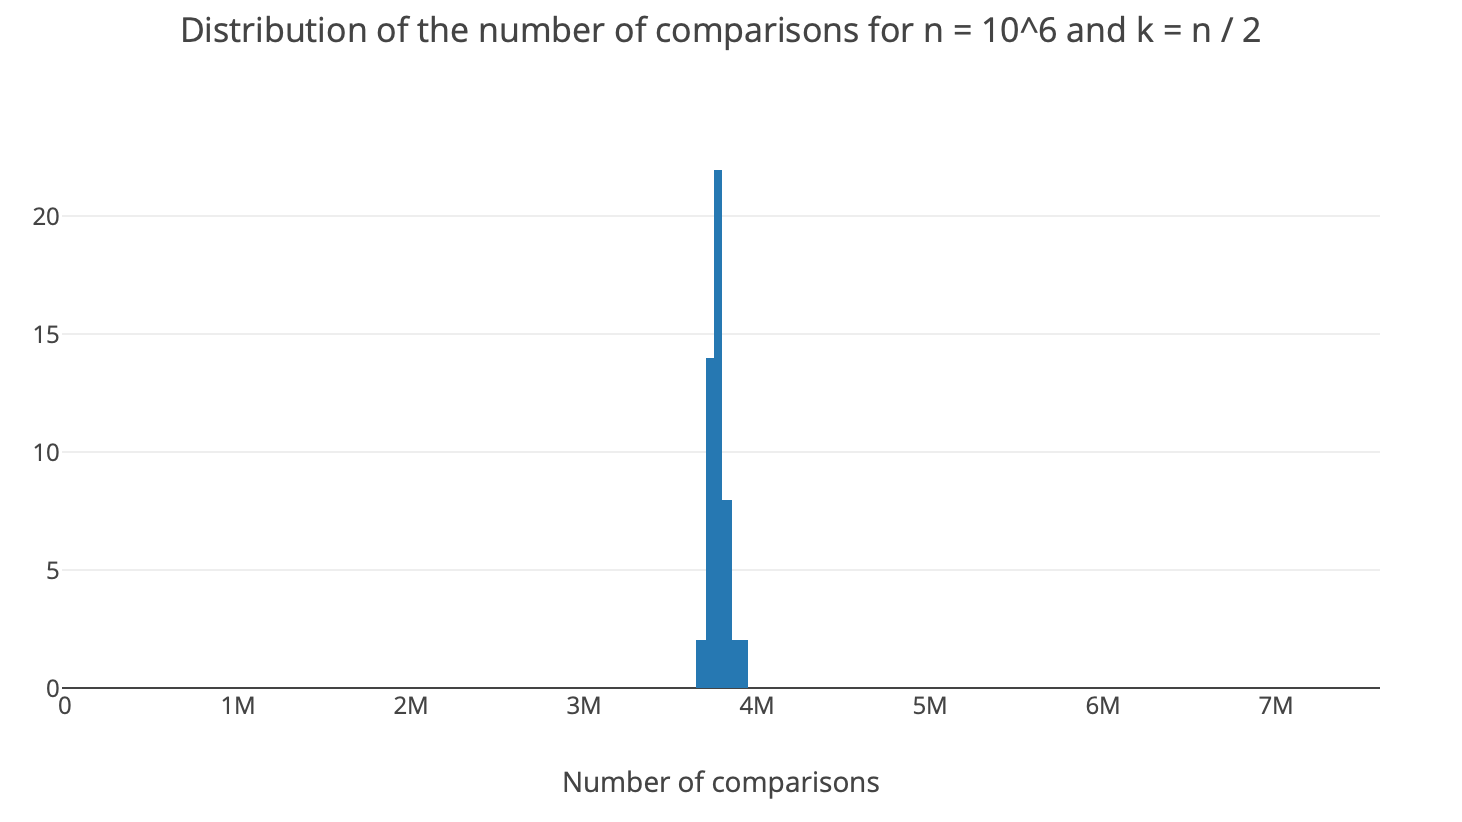 Distribution of the number of comparisons for n = 10^6 and k = n / 2
20
15
10
5
0
0 1M 2M 3M 4M 5M 6M 7M
Number of comparisons